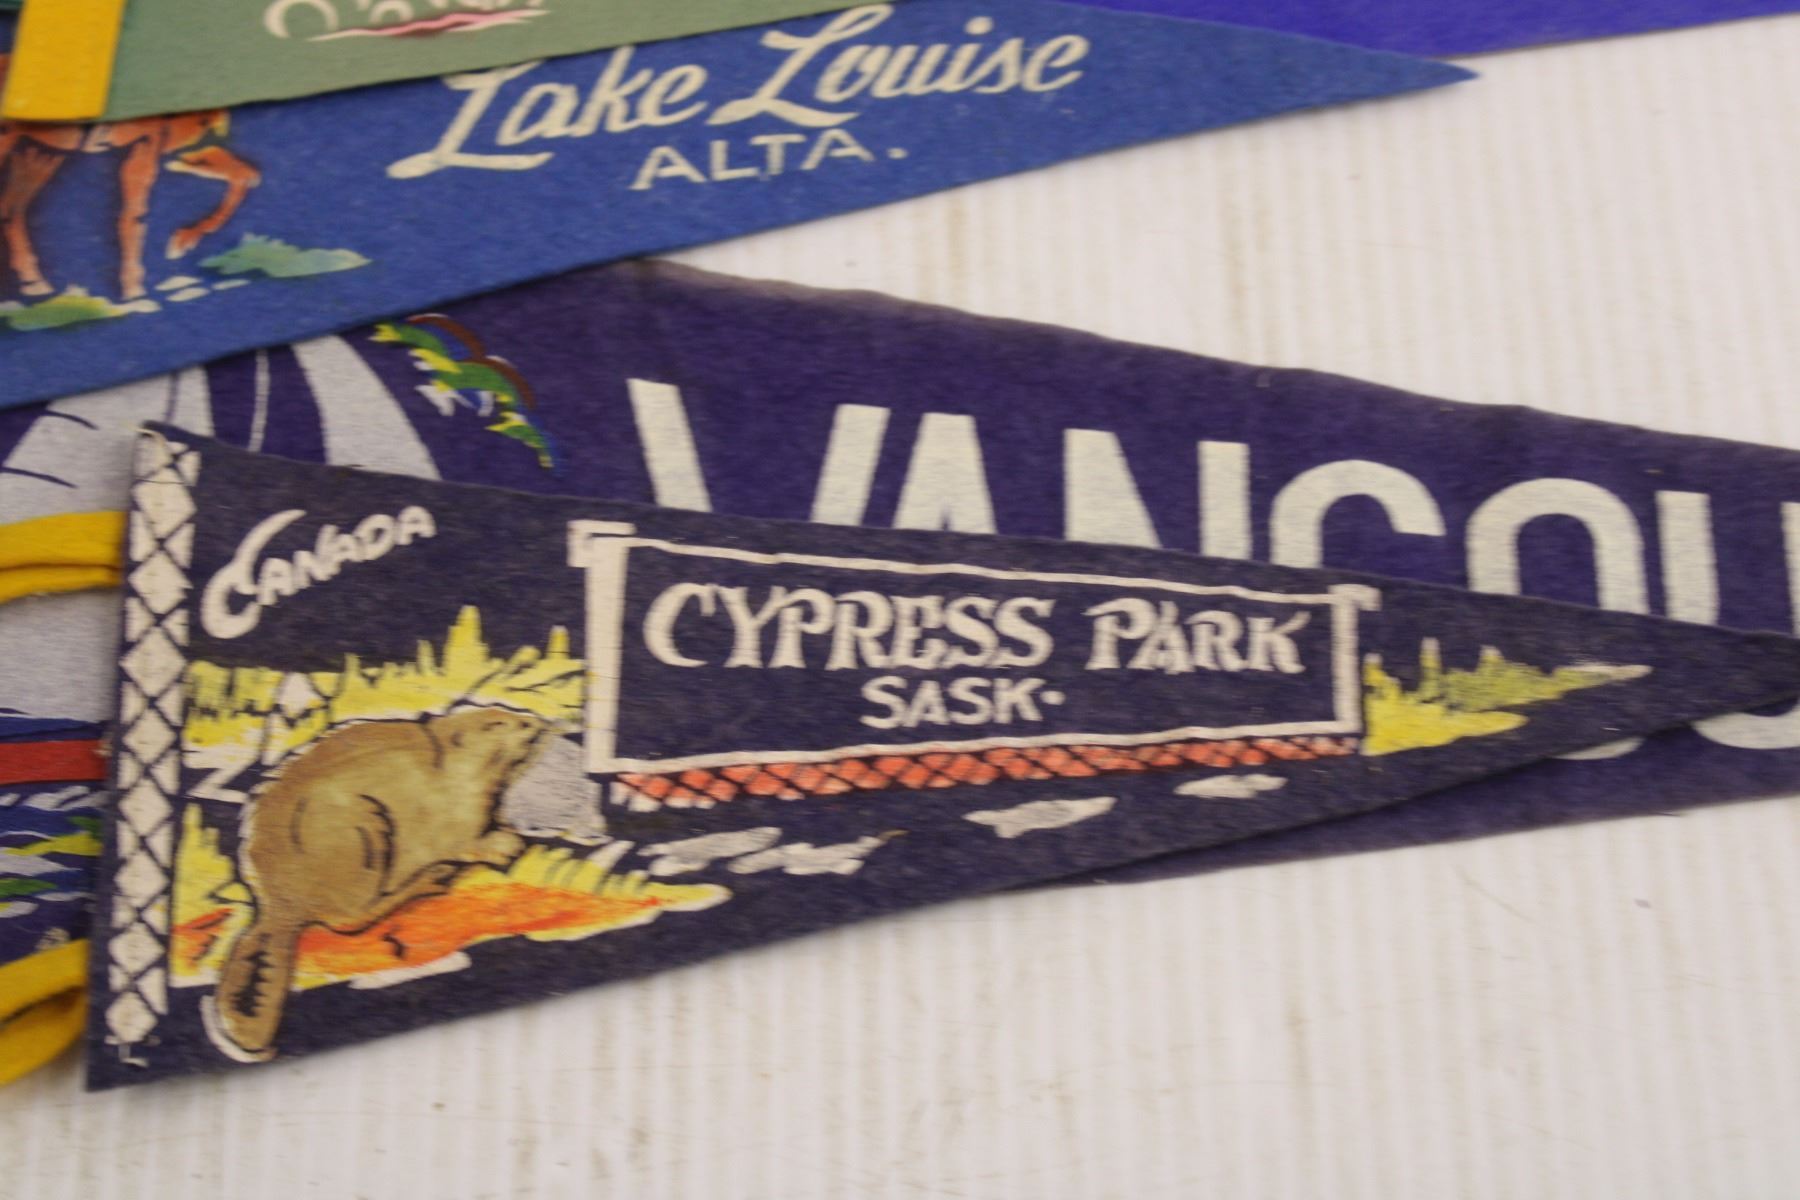 Lake Louise
ALTA.
VANCOU
CANADA
CYPRESS PARK
SASK.